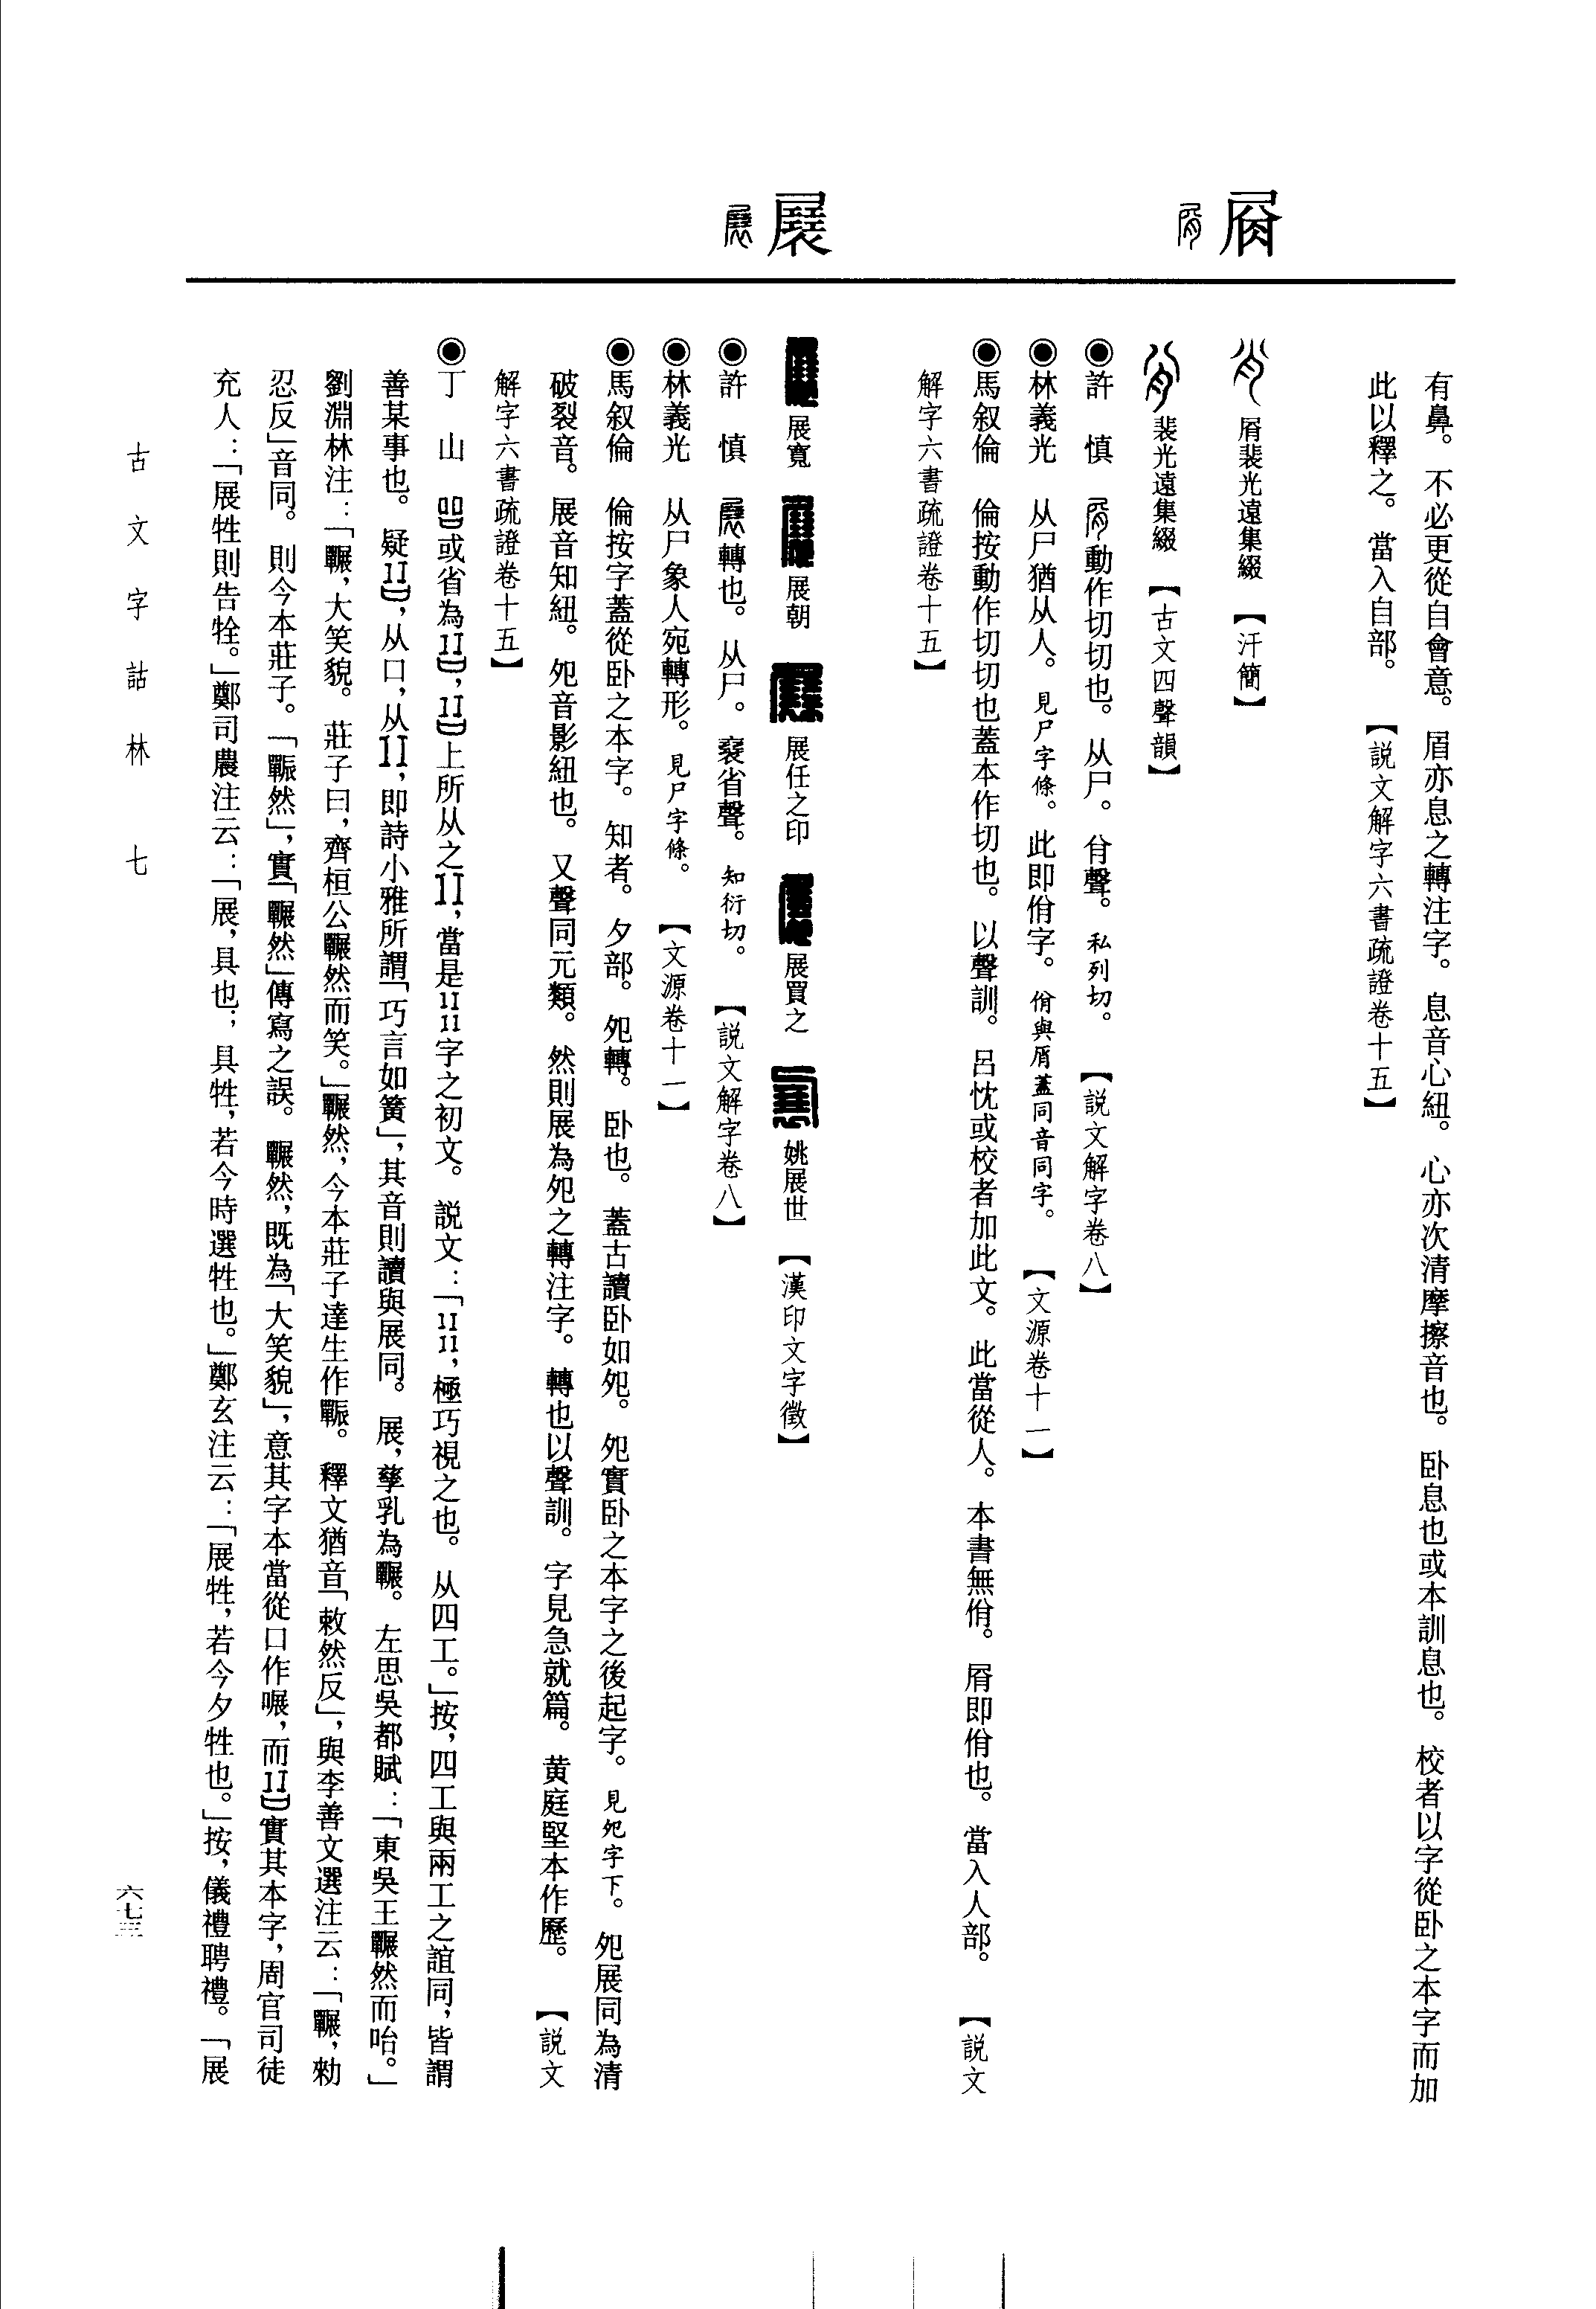 屑
展
有鼻。不必更從自會意。眉亦息之轉注字。息音心紐。心亦次清摩擦音也。卧息也或本訓息也。校者以字從卧之本字而加
此以釋之。當入自部。【説文解字六書疏證卷十五】
屑裴光遠集綴【汗簡】
裴光遠集綴【古文四聲韻】
◉許　慎　動作切切也。从尸。㕣聲。私列切。【説文解字卷八】
◉林義光　从尸猶从人。見尸字條。此即佾字。佾與屑蓋同音同字。【文源卷十一】
◉馬叙倫　倫按動作切切也蓋本作切也。以聲訓。呂忱或校者加此文。此當從人。本書無佾。屑即佾也。當入人部。【説文
解字六書疏證卷十五】
展寬　展朝　展任之印　展買之　姚展世【漢印文字徵】
◉許　慎　轉也。从尸。㠭省聲。知衍切。【説文解字卷八】
◉林義光　从尸象人宛轉形。見尸字條。【文源卷十一】
◉馬叙倫　倫按字蓋從卧之本字。知者。夕部。夗轉。卧也。蓋古讀卧如夗。夗實卧之本字之後起字。見夗字下。夗展同為清
破裂音。展音知紐。夗音影紐也。又聲同元類。然則展為夗之轉注字。轉也以聲訓。字見急就篇。黄庭堅本作㞡。【説文
解字六書疏證卷十五】
◉丁　山　或省為，上所从之，當是㠭字之初文。説文：「㠭，極巧視之也。从四工。」按，四工與兩工之誼同，皆謂
善某事也。疑，从口，从，即詩小雅所謂「巧言如簧」，其音則讀與展同。展，孳乳為囅。左思吳都賦：「東吳王囅然而咍。」
劉淵林注：「囅，大笑貌。莊子曰，齊桓公囅然而笑。」囅然，今本莊子達生作辴。釋文猶音「敕然反」，與李善文選注云：「囅，勑
忍反」音同。則今本莊子。「辴然」，實「囅然」傳寫之誤。囅然，既為「大笑貌」，意其字本當從口作㗭，而實其本字，周官司徒
充人：「展牲則告牷。」鄭司農注云：「展，具也；具牲，若今時選牲也。」鄭玄注云：「展牲，若今夕牲也。」按，儀禮聘禮。「展
古文字詁林　七
六七三